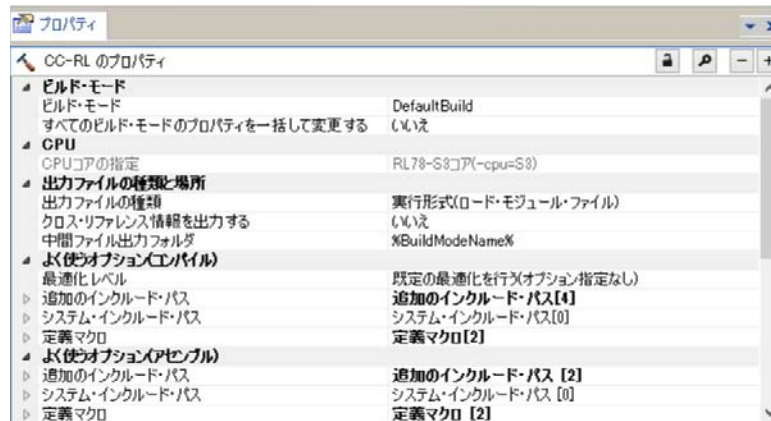 プロパティ
CC-RL のプロパティ
ビルド・モード
ビルド・モード DefaultBuild
すべてのビルド・モードのプロパティを一括して変更する いいえ
CPU
CPUコアの指定 RL78-S3コア(-cpu=S3)
出力ファイルの種類と場所
出力ファイルの種類 実行形式(ロード・モジュール・ファイル)
クロス・リファレンス情報を出力する いいえ
中間ファイル出力フォルダ %BuildModeName%
よく使うオプション(コンパイル)
最適化レベル 既定の最適化を行う(オプション指定なし)
追加のインクルード・パス 追加のインクルード・パス[4]
システム・インクルード・パス システム・インクルード・パス[0]
定義マクロ 定義マクロ[2]
よく使うオプション(アセンブル)
追加のインクルード・パス 追加のインクルード・パス [2]
システム・インクルード・パス システム・インクルード・パス [0]
定義マクロ 定義マクロ [2]